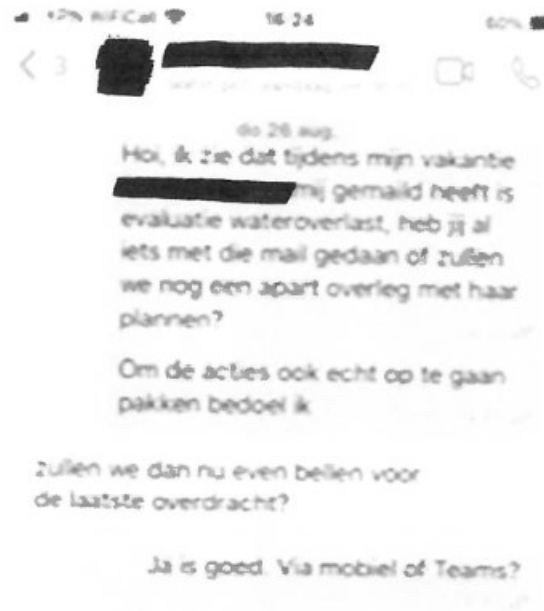 16:24
60%
3
do 26 aug.
Hoi, ik zie dat tijdens mijn vakantie
mij gemaild heeft is
evaluatie wateroverlast, heb jij al
iets met die mail gedaan of zullen
we nog een apart overleg met haar
plannen?
Om de acties ook echt op te gaan
pakken bedoel ik
zullen we dan nu even bellen voor
de laatste overdracht?
Ja is goed. Via mobiel of Teams?